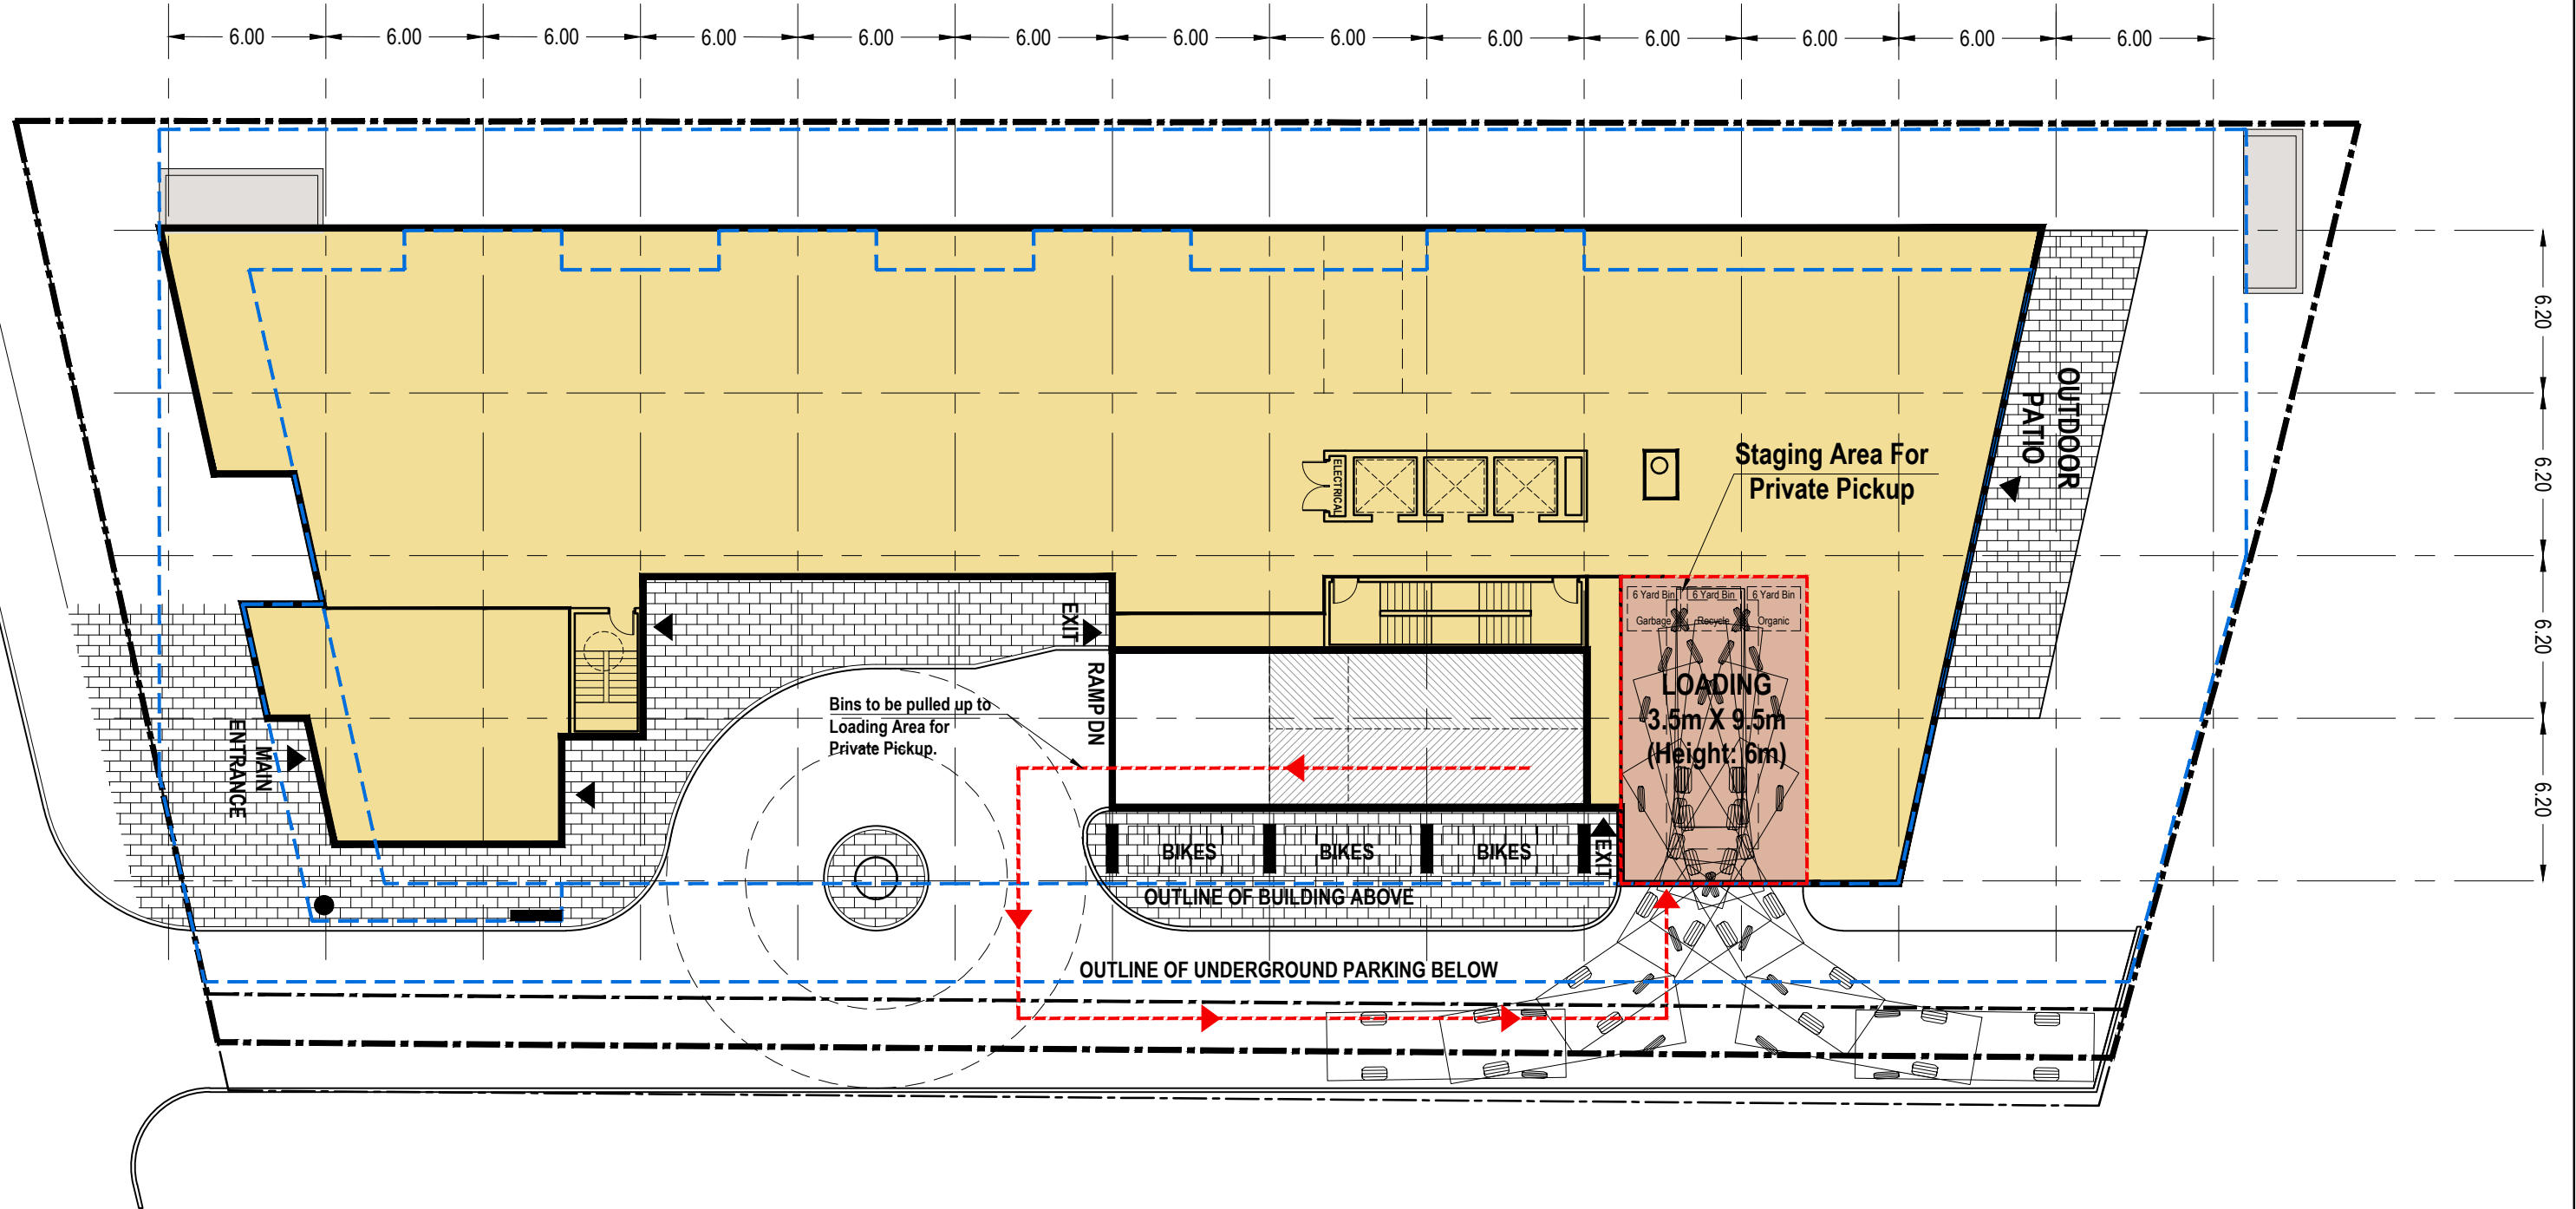 6.00 6.00 6.00 6.00 6.00 6.00 6.00 6.00 6.00 6.00 6.00 6.00 6.00
6.20
6.20
6.20
6.20
OUTDOOR
PATIO
Staging Area For
Private Pickup
ELECTRICAL
6 Yard Bin 6 Yard Bin 6 Yard Bin
Garbage Recycle Organic
LOADING
3.5m X 9.5m
(Height: 6m)
EXIT
RAMP DN
Bins to be pulled up to
Loading Area for
Private Pickup.
MAIN
ENTRANCE
BIKES BIKES BIKES
EXIT
OUTLINE OF BUILDING ABOVE
OUTLINE OF UNDERGROUND PARKING BELOW